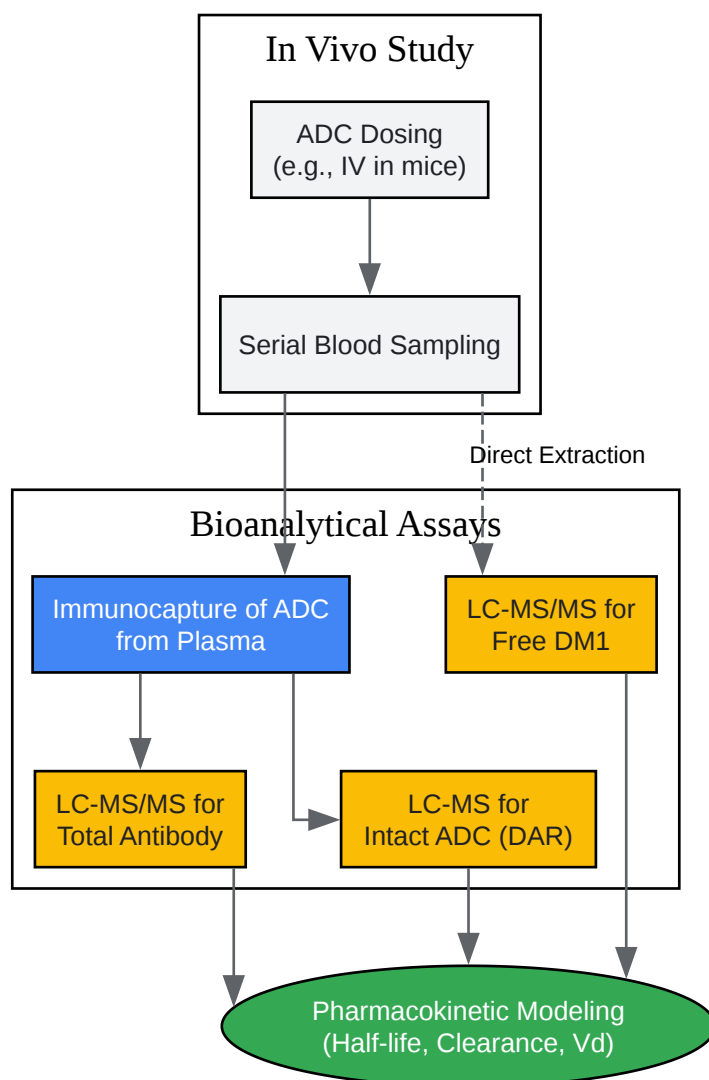 In Vivo Study
ADC Dosing
(e.g., IV in mice)
Serial Blood Sampling
Direct Extraction
Bioanalytical Assays
Immunocapture of ADC
from Plasma
LC-MS/MS for
Free DM1
LC-MS/MS for
Total Antibody
LC-MS for
Intact ADC (DAR)
Pharmacokinetic Modeling
(Half-life, Clearance, Vd)